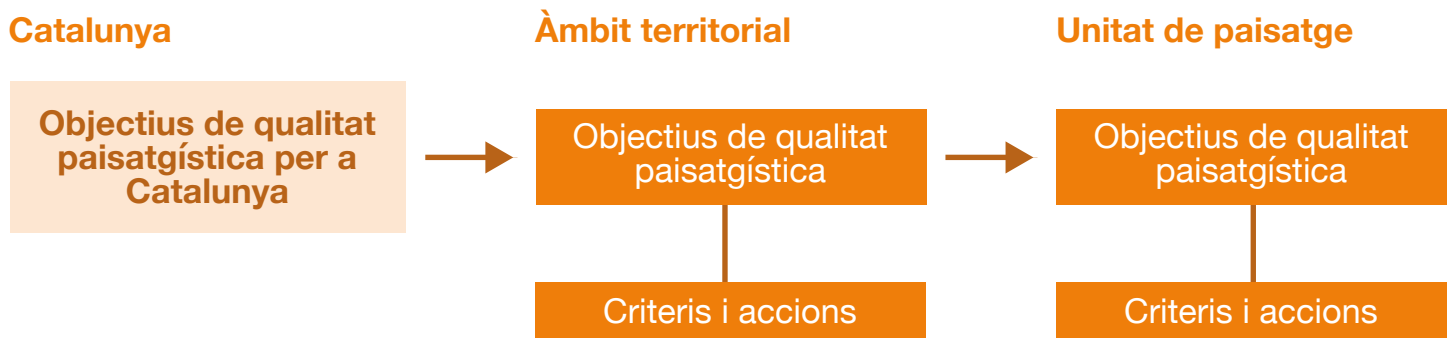 Catalunya
Àmbit territorial
Unitat de paisatge
Objectius de qualitat
paisatgística per a
Catalunya
Objectius de qualitat
paisatgística
Objectius de qualitat
paisatgística
Criteris i accions
Criteris i accions